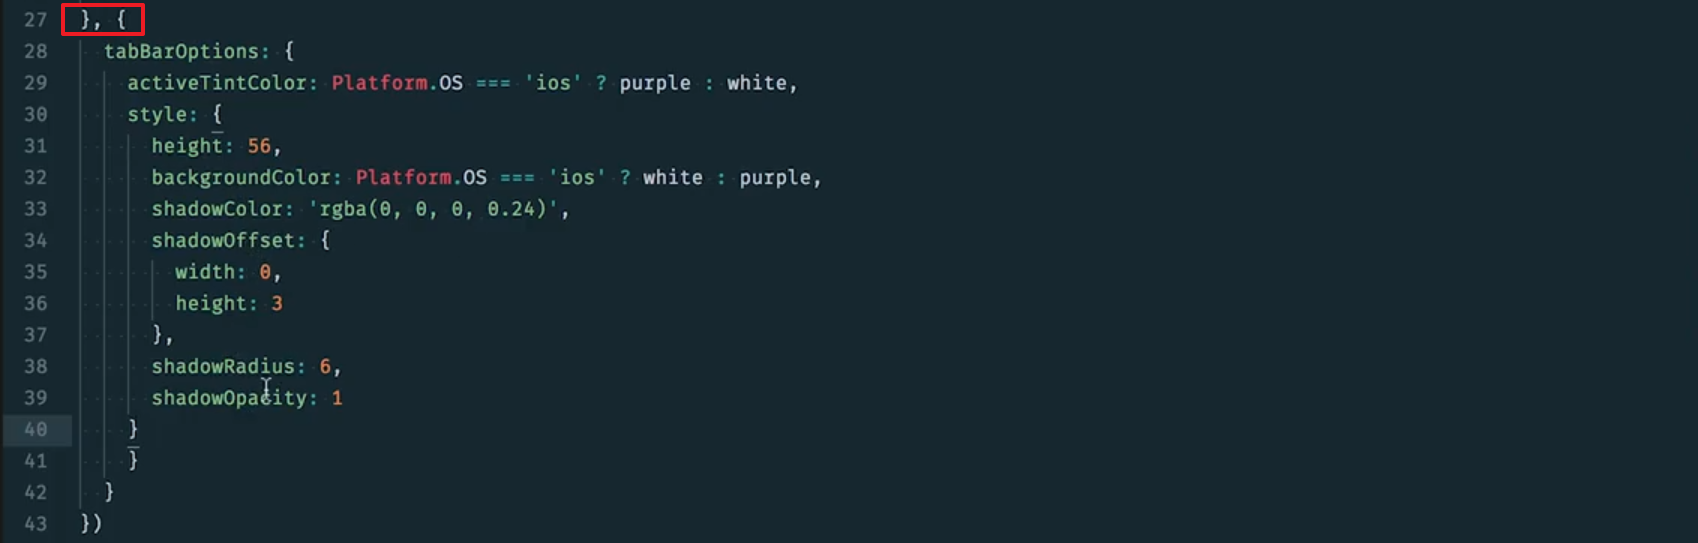 27 }, {
28 tabBarOptions: {
29 activeTintColor: Platform.OS === 'ios' ? purple : white,
30 style: {
31 height: 56,
32 backgroundColor: Platform.OS === 'ios' ? white : purple,
33 shadowColor: 'rgba(0, 0, 0, 0.24)',
34 shadowOffset: {
35 width: 0,
36 height: 3
37 },
38 shadowRadius: 6,
39 shadowOpacity: 1
40 }
41 }
42 }
43 })